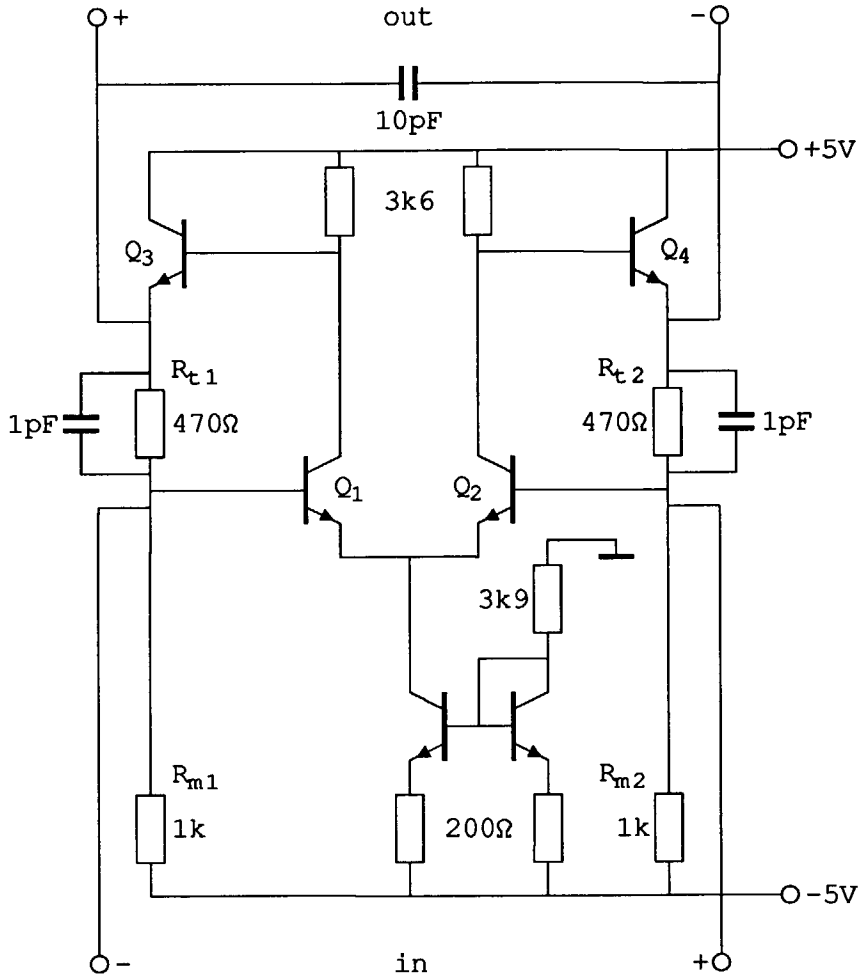 + out -
10pF
+5V
3k6
Q3 Q4
Rt1 Rt2
1pF 470Ω 470Ω 1pF
Q1 Q2
3k9
Rm1 Rm2
1k 200Ω 1k
-5V
- in +